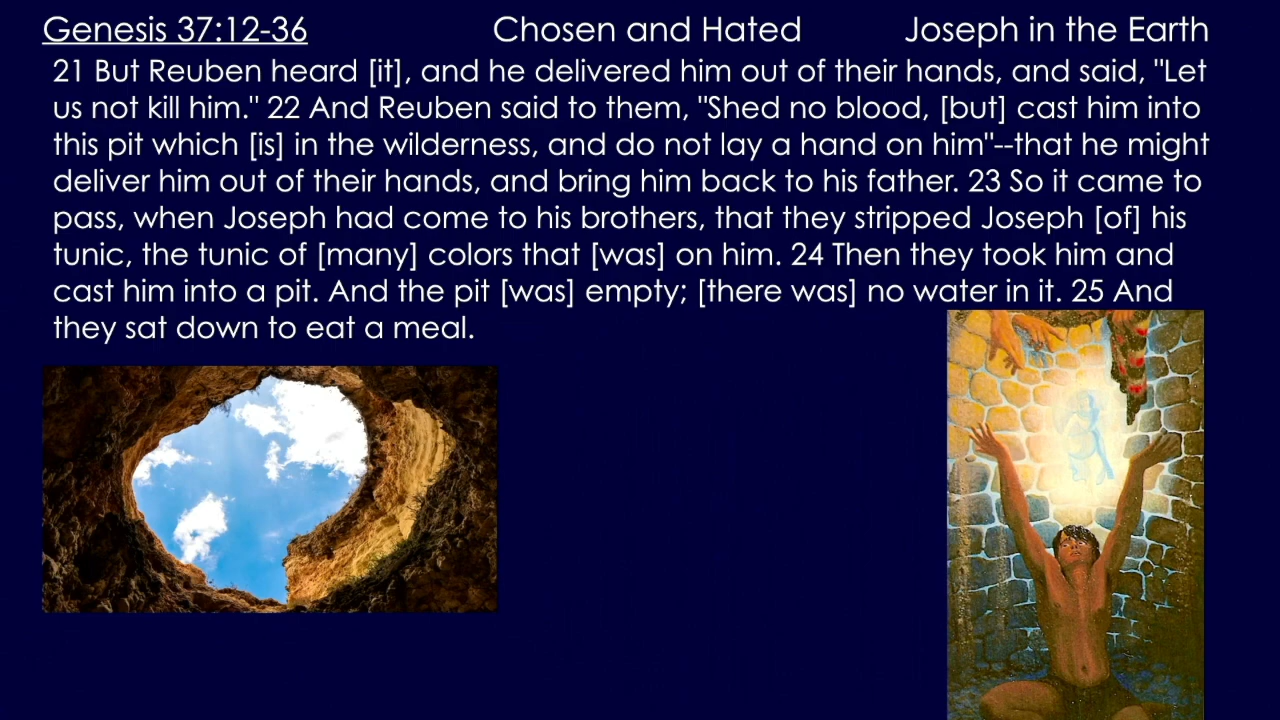 Genesis 37:12-36 Chosen and Hated Joseph in the Earth
21 But Reuben heard [it], and he delivered him out of their hands, and said, "Let
us not kill him." 22 And Reuben said to them, "Shed no blood, [but] cast him into
this pit which [is] in the wilderness, and do not lay a hand on him"--that he might
deliver him out of their hands, and bring him back to his father. 23 So it came to
pass, when Joseph had come to his brothers, that they stripped Joseph [of] his
tunic, the tunic of [many] colors that [was] on him. 24 Then they took him and
cast him into a pit. And the pit [was] empty; [there was] no water in it. 25 And
they sat down to eat a meal.